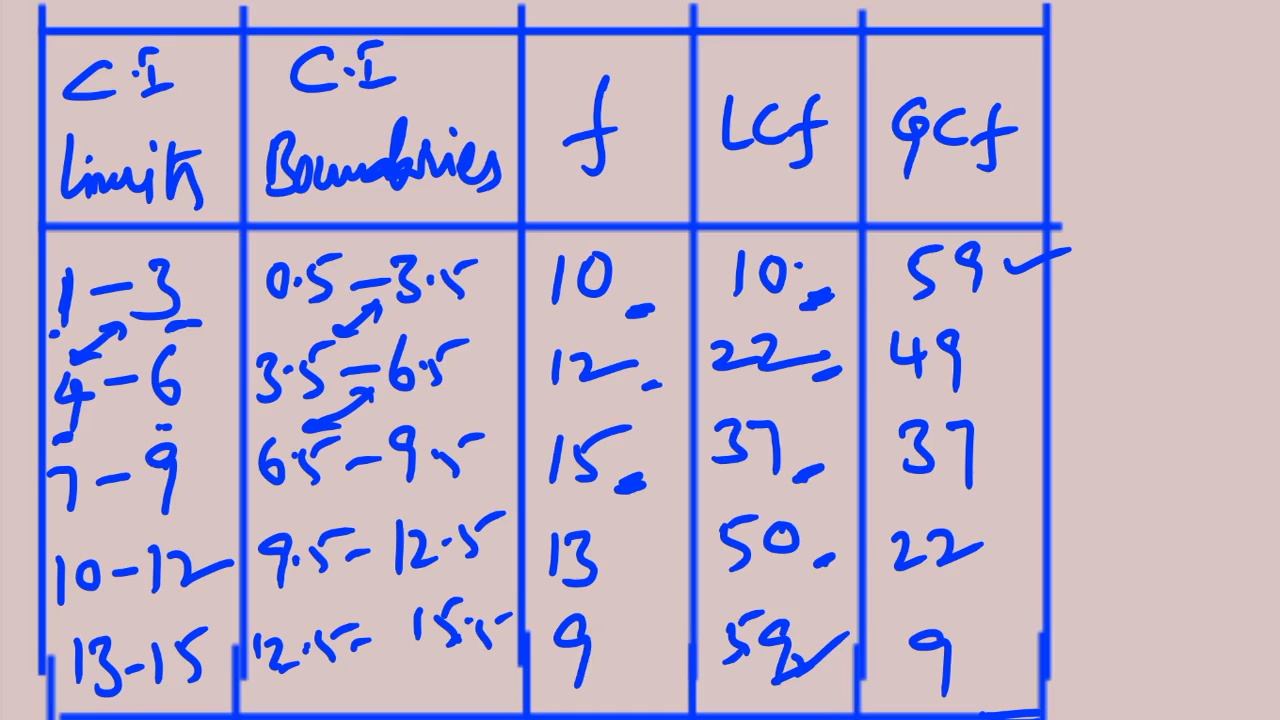 C.I Limits C.I Boundaries f LCf GCf
1-3 0.5-3.5 10 10 59
4-6 3.5-6.5 12 22 49
7-9 6.5-9.5 15 37 37
10-12 9.5-12.5 13 50 22
13-15 12.5-15.5 9 59 9